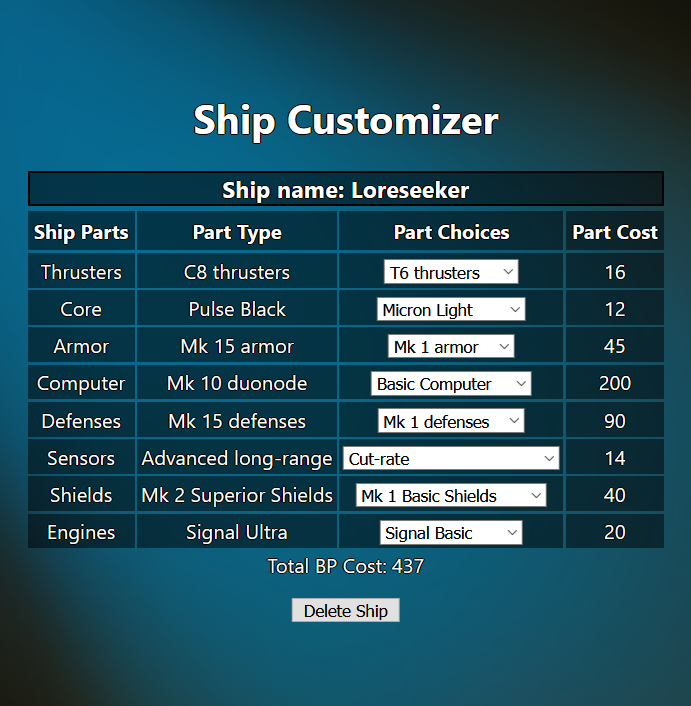 Ship Customizer
Ship name: Loreseeker
Ship Parts Part Type Part Choices Part Cost
Thrusters C8 thrusters T6 thrusters 16
Core Pulse Black Micron Light 12
Armor Mk 15 armor Mk 1 armor 45
Computer Mk 10 duonode Basic Computer 200
Defenses Mk 15 defenses Mk 1 defenses 90
Sensors Advanced long-range Cut-rate 14
Shields Mk 2 Superior Shields Mk 1 Basic Shields 40
Engines Signal Ultra Signal Basic 20
Total BP Cost: 437
Delete Ship